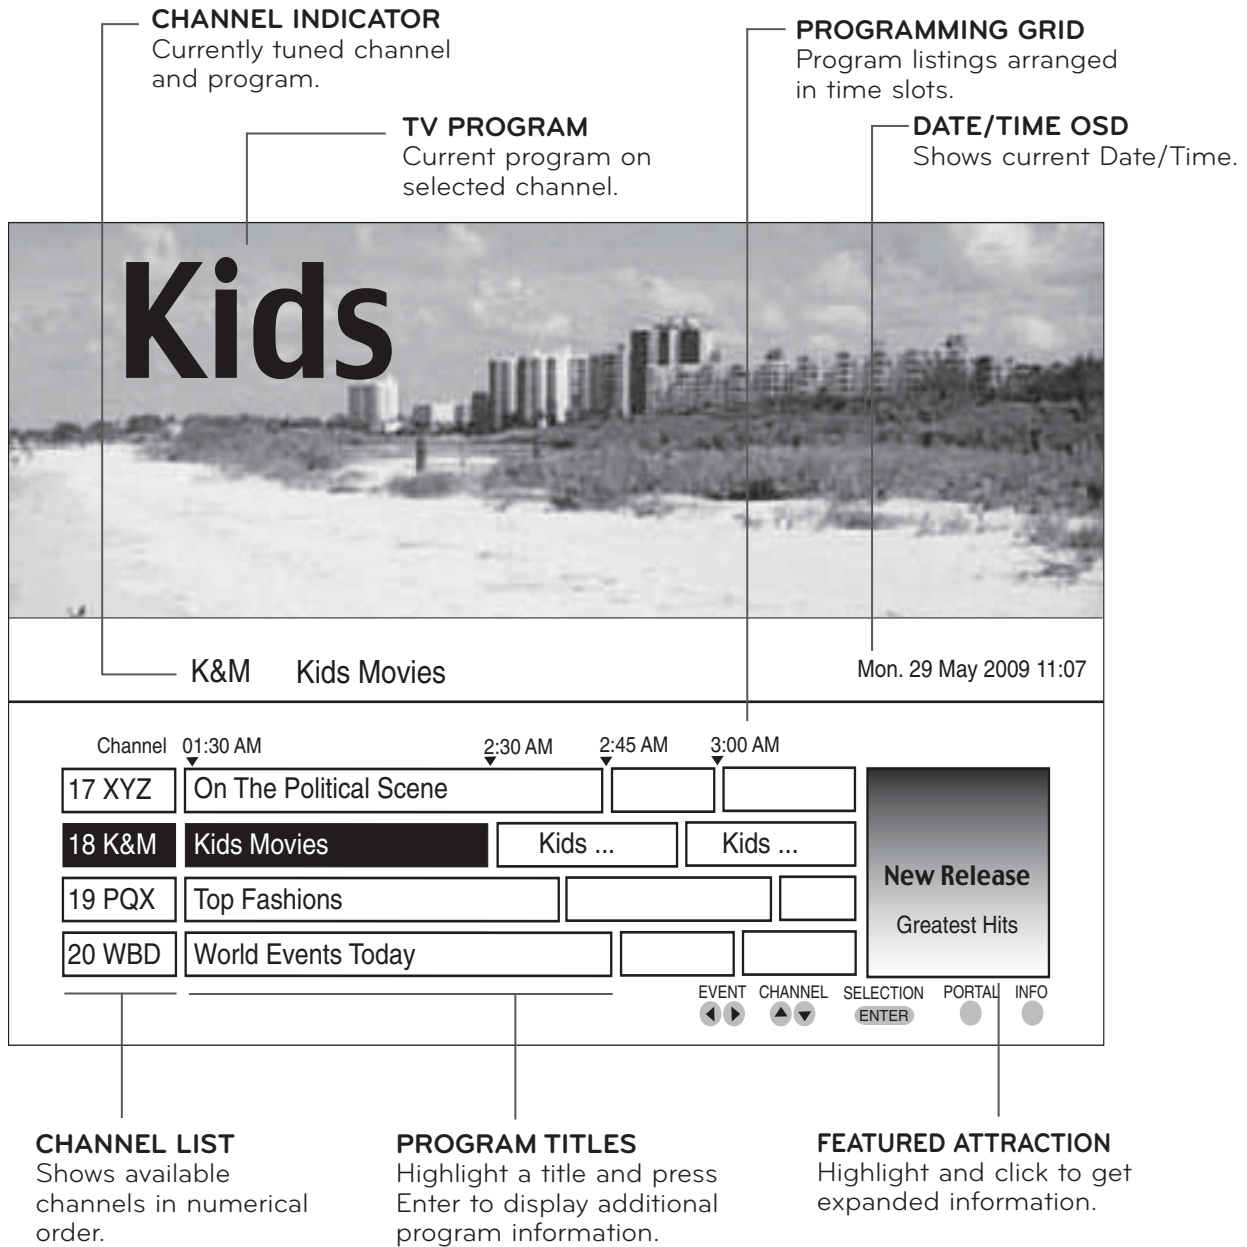 CHANNEL INDICATOR
Currently tuned channel
and program.
PROGRAMMING GRID
Program listings arranged
in time slots.
TV PROGRAM
Current program on
selected channel.
DATE/TIME OSD
Shows current Date/Time.
Kids
K&M Kids Movies
Mon. 29 May 2009 11:07
Channel 01:30 AM 2:30 AM 2:45 AM 3:00 AM
17 XYZ On The Political Scene
18 K&M Kids Movies Kids ... Kids ...
19 PQX Top Fashions
20 WBD World Events Today
New Release
Greatest Hits
EVENT CHANNEL SELECTION PORTAL INFO
ENTER
CHANNEL LIST
Shows available
channels in numerical
order.
PROGRAM TITLES
Highlight a title and press
Enter to display additional
program information.
FEATURED ATTRACTION
Highlight and click to get
expanded information.